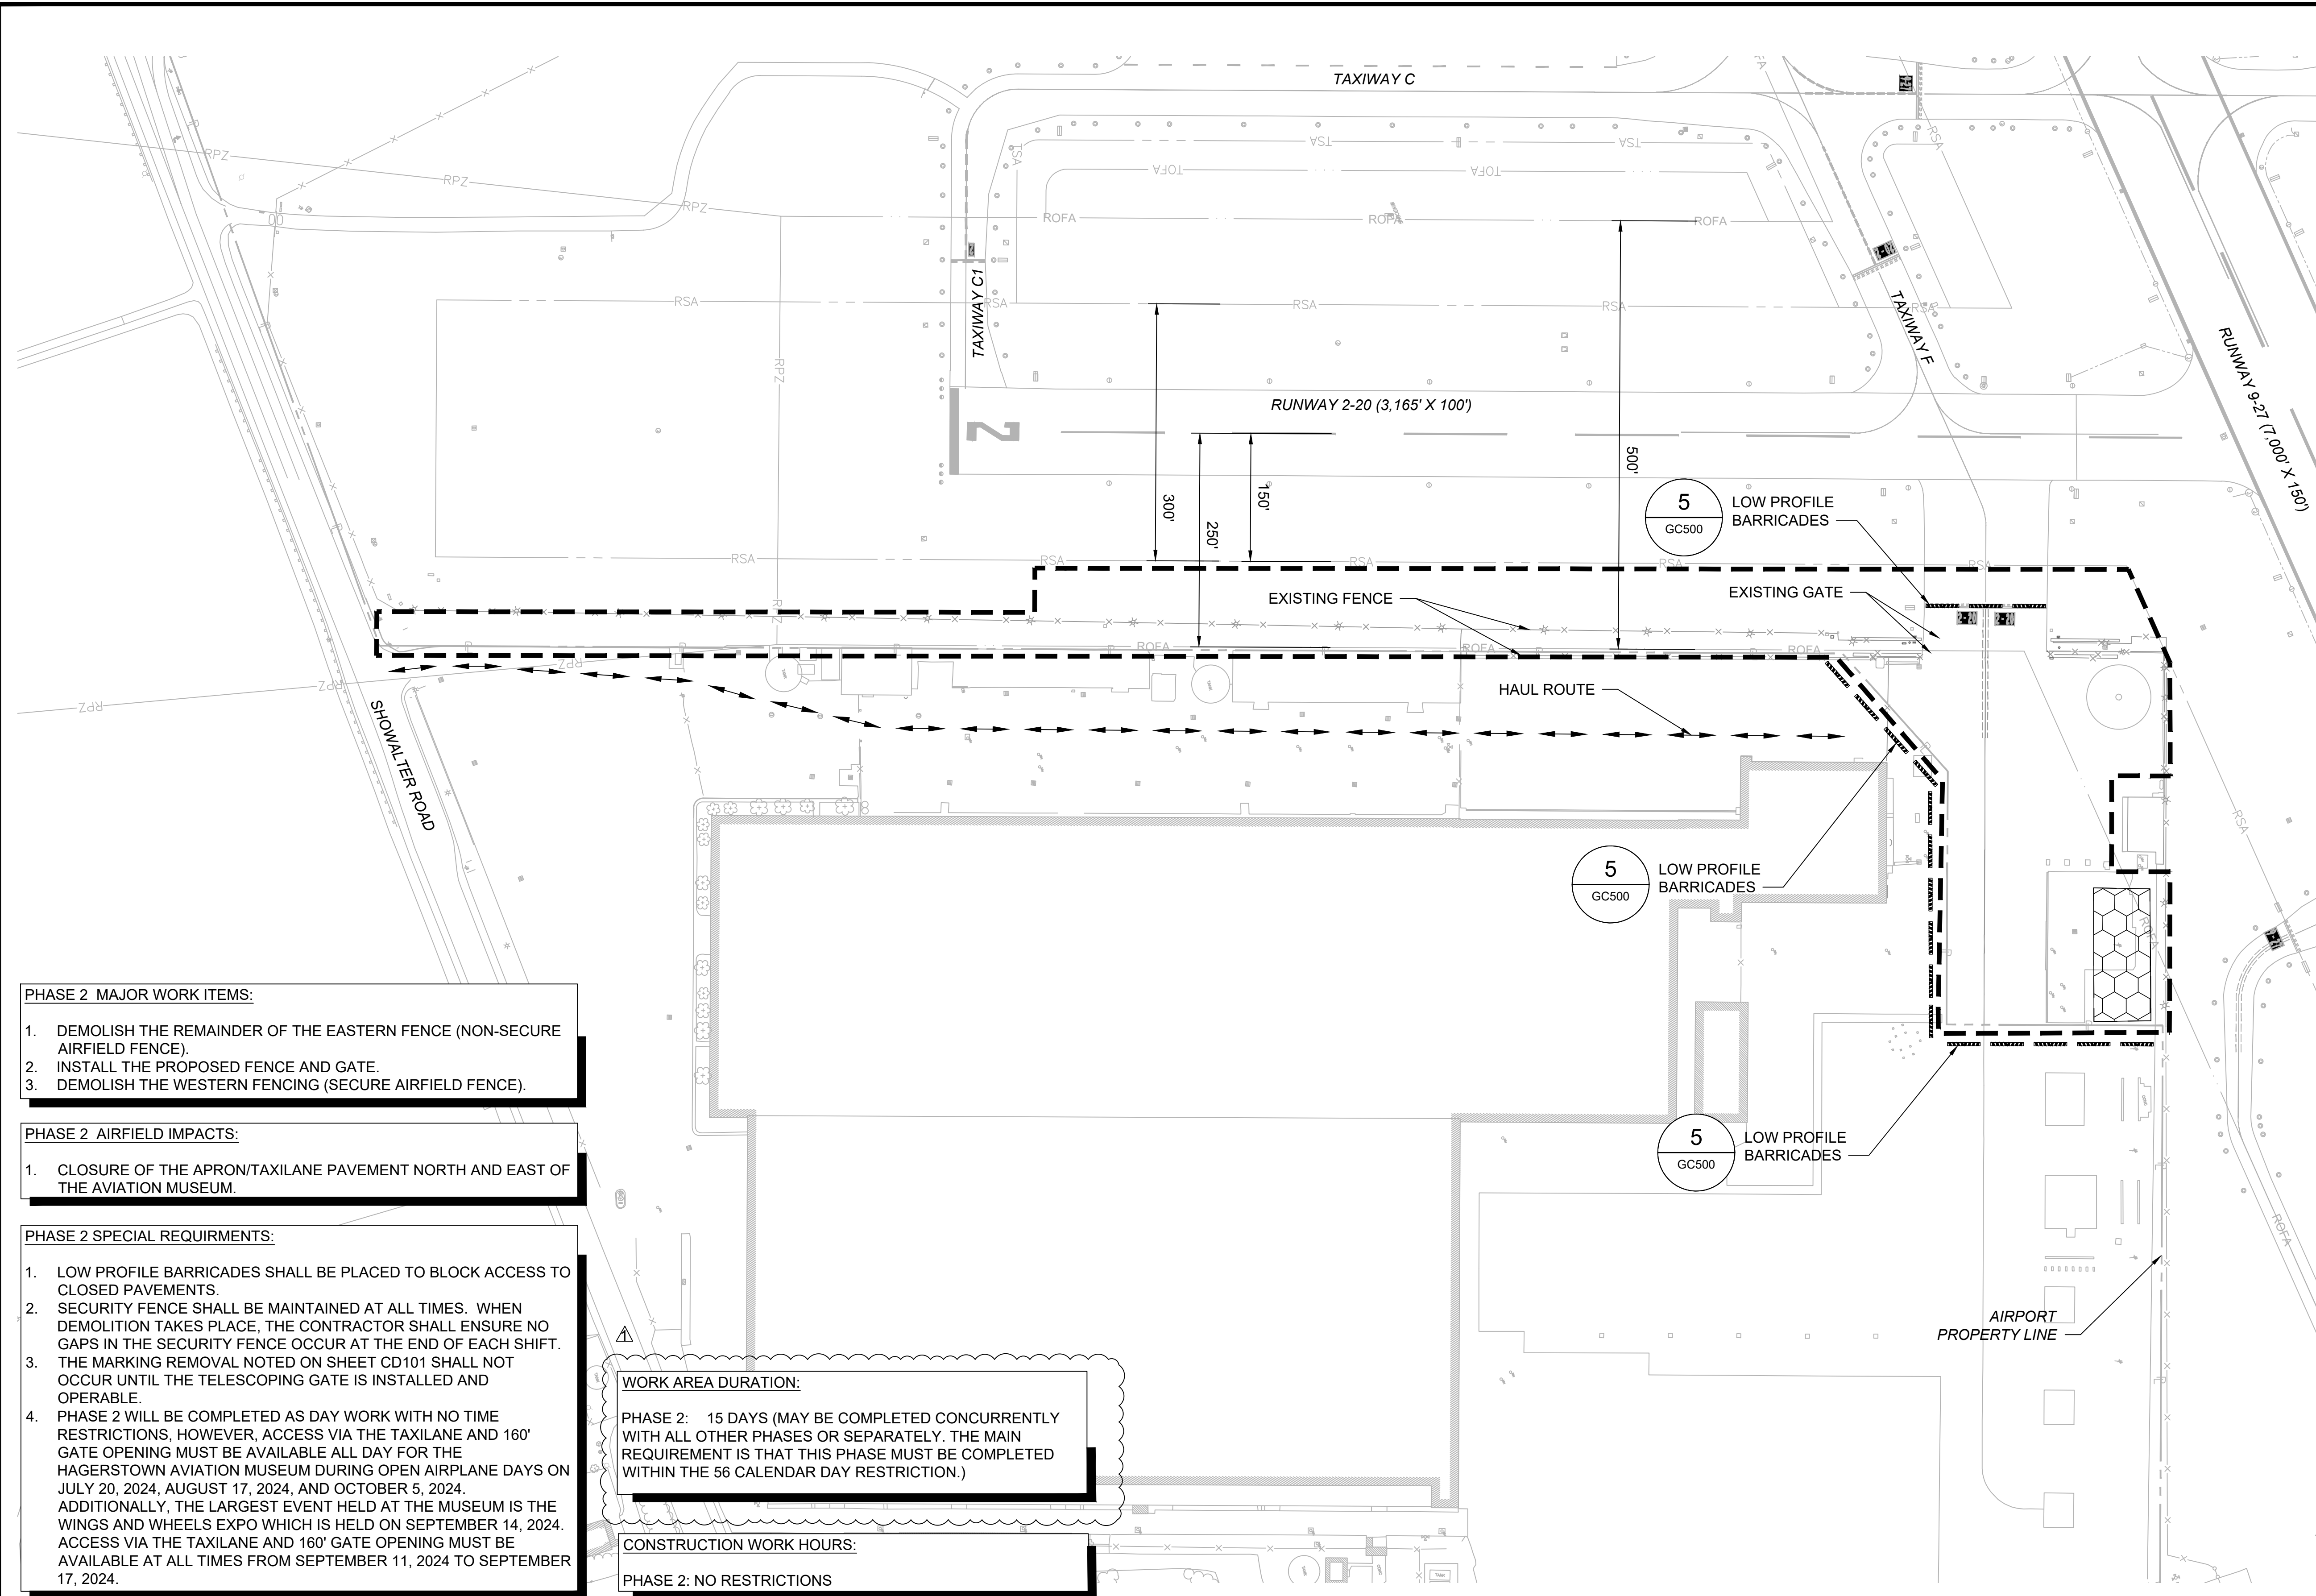 TAXIWAY C
RPZ
RPZ
RPZ
TSA
TSA
TSA
TOFA
TOFA
RSA
ROFA
ROFA
ROFA
RSA
RSA
RSA
RSA
RSA
TAXIWAY C1
TAXIWAY F
RUNWAY 9-27 (7,000' X 150')
RPZ
RUNWAY 2-20 (3,165' X 100')
2
300'
250'
150'
500'
5
GC500
LOW PROFILE
BARRICADES
RSA
RSA
RSA
RSA
RSA
EXISTING FENCE
EXISTING GATE
RPZ
ROFA
ROFA
ROFA
RPZ
RPZ
RPZ
HAUL ROUTE
SHOWALTER ROAD
TANK
TANK
RSA
5
GC500
LOW PROFILE
BARRICADES
ROFA
5
GC500
LOW PROFILE
BARRICADES
ROFA
AIRPORT
PROPERTY LINE
PHASE 2 MAJOR WORK ITEMS:
1. DEMOLISH THE REMAINDER OF THE EASTERN FENCE (NON-SECURE
AIRFIELD FENCE).
2. INSTALL THE PROPOSED FENCE AND GATE.
3. DEMOLISH THE WESTERN FENCING (SECURE AIRFIELD FENCE).
PHASE 2 AIRFIELD IMPACTS:
1. CLOSURE OF THE APRON/TAXILANE PAVEMENT NORTH AND EAST OF
THE AVIATION MUSEUM.
PHASE 2 SPECIAL REQUIRMENTS:
1. LOW PROFILE BARRICADES SHALL BE PLACED TO BLOCK ACCESS TO
CLOSED PAVEMENTS.
2. SECURITY FENCE SHALL BE MAINTAINED AT ALL TIMES. WHEN
DEMOLITION TAKES PLACE, THE CONTRACTOR SHALL ENSURE NO
GAPS IN THE SECURITY FENCE OCCUR AT THE END OF EACH SHIFT.
3. THE MARKING REMOVAL NOTED ON SHEET CD101 SHALL NOT
OCCUR UNTIL THE TELESCOPING GATE IS INSTALLED AND
OPERABLE.
4. PHASE 2 WILL BE COMPLETED AS DAY WORK WITH NO TIME
RESTRICTIONS, HOWEVER, ACCESS VIA THE TAXILANE AND 160'
GATE OPENING MUST BE AVAILABLE ALL DAY FOR THE
HAGERSTOWN AVIATION MUSEUM DURING OPEN AIRPLANE DAYS ON
JULY 20, 2024, AUGUST 17, 2024, AND OCTOBER 5, 2024.
ADDITIONALLY, THE LARGEST EVENT HELD AT THE MUSEUM IS THE
WINGS AND WHEELS EXPO WHICH IS HELD ON SEPTEMBER 14, 2024.
ACCESS VIA THE TAXILANE AND 160' GATE OPENING MUST BE
AVAILABLE AT ALL TIMES FROM SEPTEMBER 11, 2024 TO SEPTEMBER
17, 2024.
1
WORK AREA DURATION:
PHASE 2: 15 DAYS (MAY BE COMPLETED CONCURRENTLY
WITH ALL OTHER PHASES OR SEPARATELY. THE MAIN
REQUIREMENT IS THAT THIS PHASE MUST BE COMPLETED
WITHIN THE 56 CALENDAR DAY RESTRICTION.)
CONSTRUCTION WORK HOURS:
PHASE 2: NO RESTRICTIONS